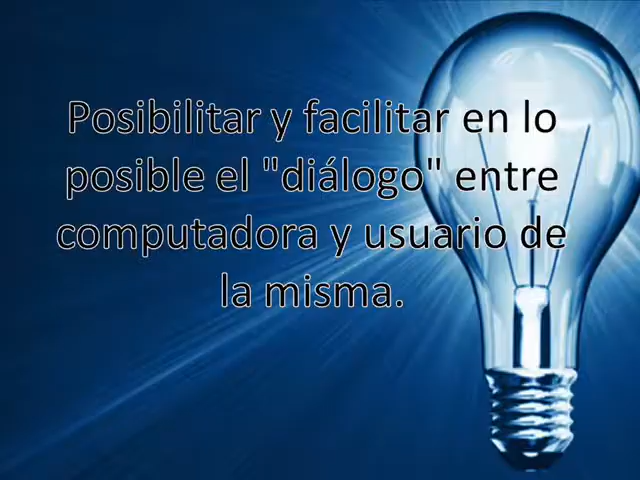 Posibilitar y facilitar en lo
posible el "diálogo" entre
computadora y usuario de
la misma.